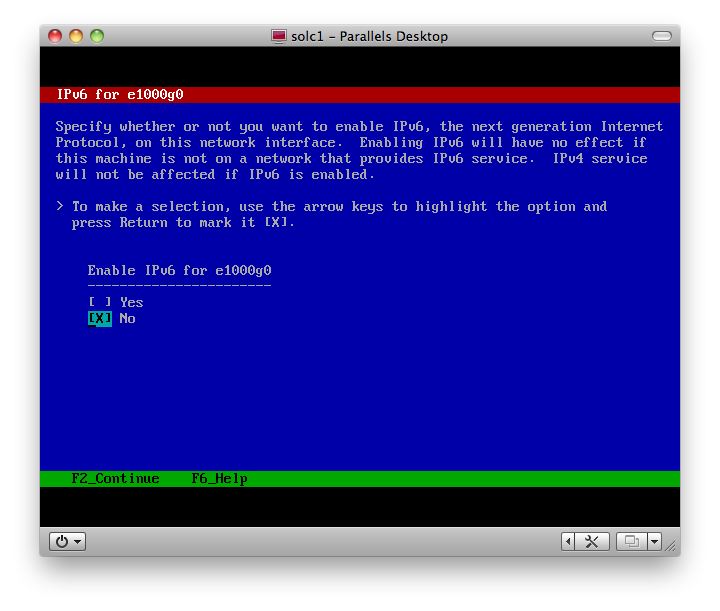 solc1 – Parallels Desktop
IPv6 for e1000g0
Specify whether or not you want to enable IPv6, the next generation Internet
Protocol, on this network interface.  Enabling IPv6 will have no effect if
this machine is not on a network that provides IPv6 service.  IPv4 service
will not be affected if IPv6 is enabled.
> To make a selection, use the arrow keys to highlight the option and
press Return to mark it [X].
Enable IPv6 for e1000g0
-----------------------
[ ] Yes
[X] No
F2_Continue    F6_Help